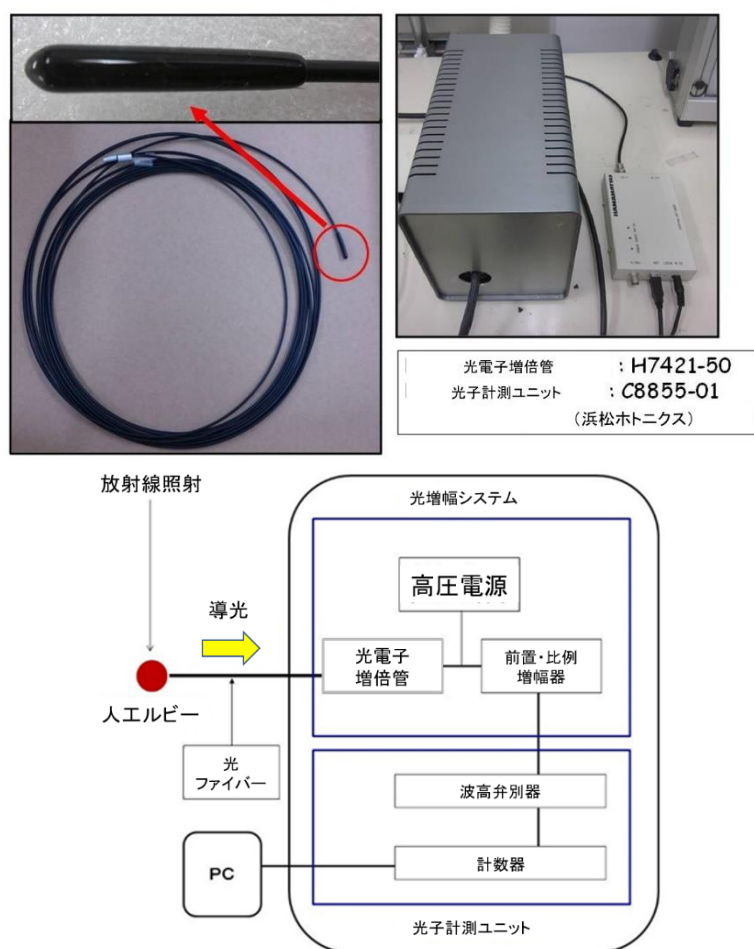 HAMAMATSU
光電子増倍管 : H7421-50
光子計測ユニット : C8855-01
(浜松ホトニクス)
放射線照射
光増幅システム
高圧電源
導光
光電子
増倍管
前置・比例
増幅器
人工ルビー
光
ファイバー
波高弁別器
PC
計数器
光子計測ユニット